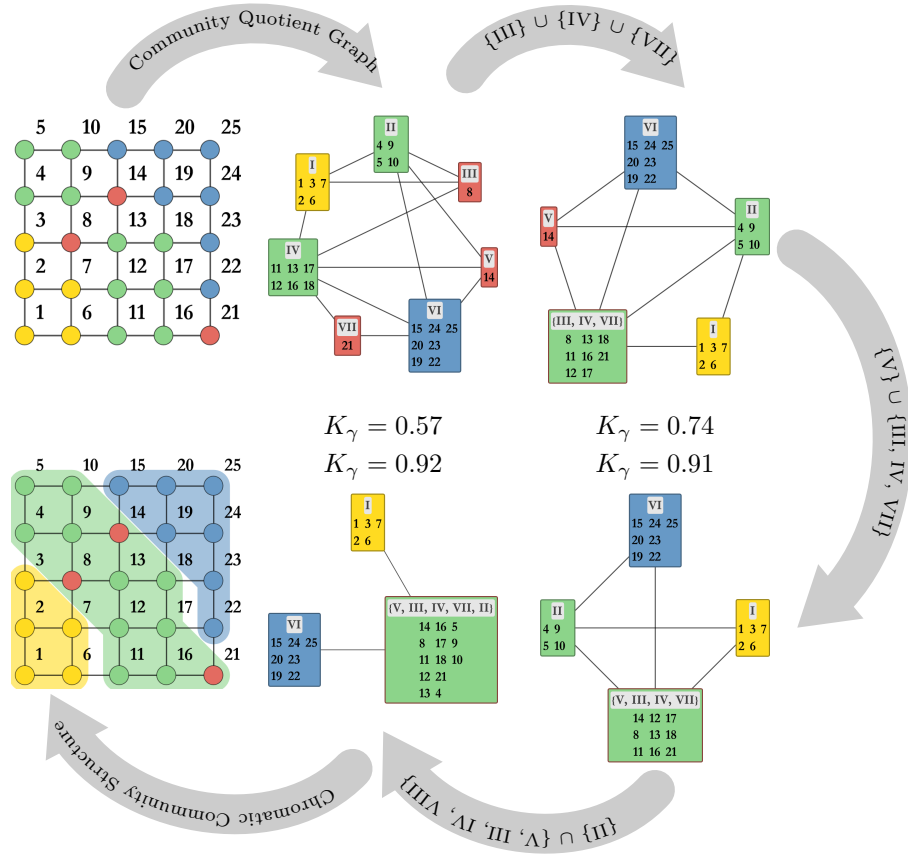 Community Quotient Graph
{III} ∪ {IV} ∪ {VII}
5 10 15 20 25
4 9 14 19 24
3 8 13 18 23
2 7 12 17 22
1 6 11 16 21
II
4 9
5 10
I
1 3 7
2 6
III
8
IV
11 13 17
12 16 18
V
14
VI
15 24 25
20 23
19 22
VII
21
VI
15 24 25
20 23
19 22
V
14
II
4 9
5 10
{III, IV, VII}
8 13 18
11 16 21
12 17
I
1 3 7
2 6
{V} ∪ {III, IV, VII}
Kγ = 0.57
Kγ = 0.74
Kγ = 0.92
Kγ = 0.91
5 10 15 20 25
4 9 14 19 24
3 8 13 18 23
2 7 12 17 22
1 6 11 16 21
I
1 3 7
2 6
VI
15 24 25
20 23
19 22
{V, III, IV, VII, II}
14 16 5
8 17 9
11 18 10
12 21
13 4
VI
15 24 25
20 23
19 22
II
4 9
5 10
I
1 3 7
2 6
{V, III, IV, VII}
14 12 17
8 13 18
11 16 21
{II} ∪ {V, III, IV, VIII}
Chromatic Community Structure